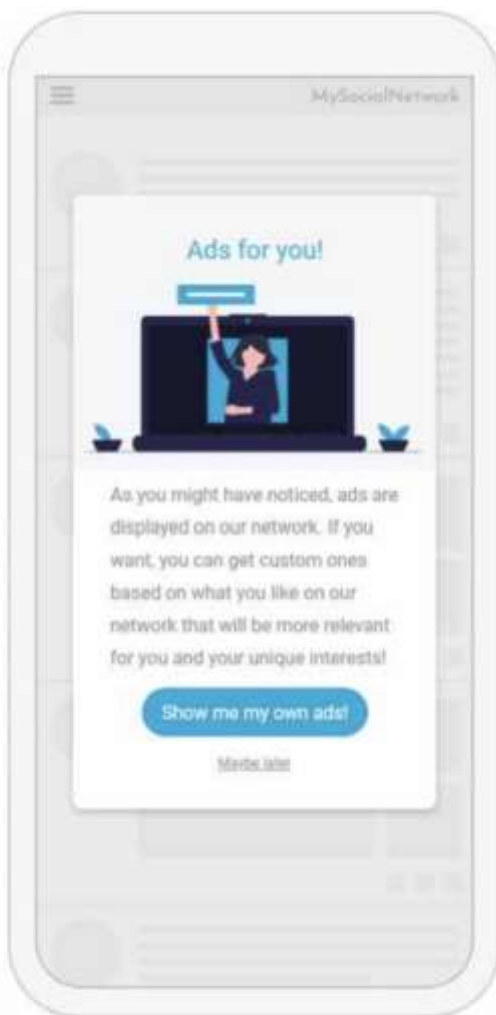 MySocialNetwork
Ads for you!
As you might have noticed, ads are
displayed on our network. If you
want, you can get custom ones
based on what you like on our
network that will be more relevant
for you and your unique interests!
Show me my own ads!
Maybe later